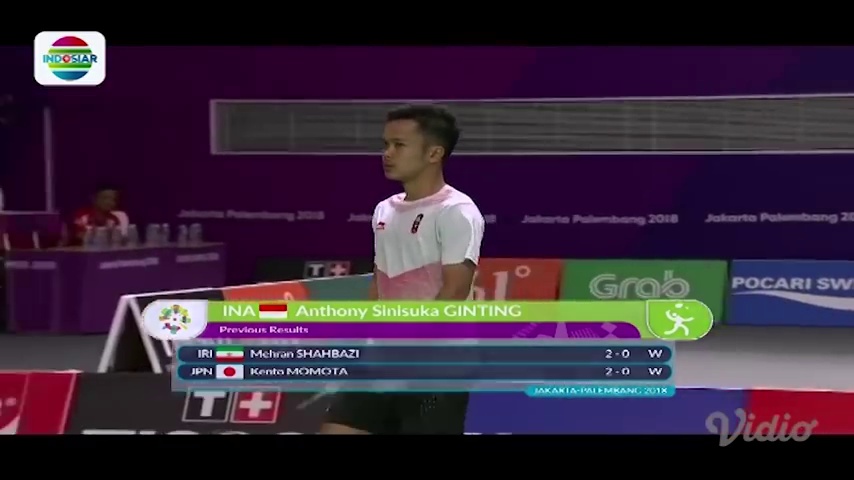 INDOSIAR
Jakarta Palembang 2018
Jakarta Palembang 2018
Jakarta Palembang 2018
Grab
POCARI SW
INA Anthony Sinisuka GINTING
Previous Results
IRI Mehran SHAHBAZI 2 - 0 W
JPN Kento MOMOTA 2 - 0 W
JAKARTA-PALEMBANG 2018
T+
Vidio